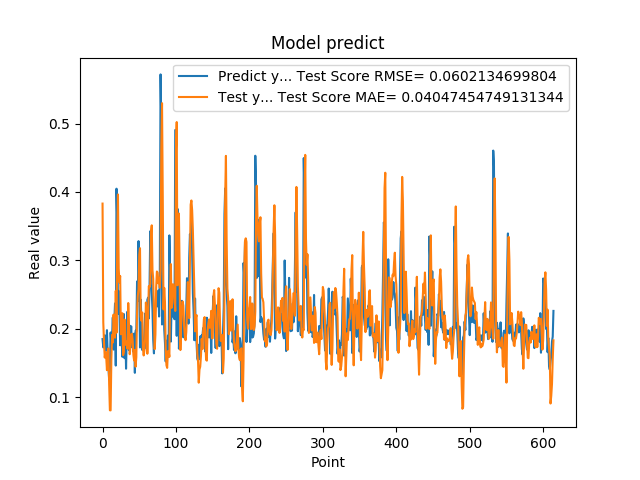 Model predict
Predict y... Test Score RMSE= 0.0602134699804
Test y... Test Score MAE= 0.04047454749131344
Real value
0.5
0.4
0.3
0.2
0.1
0
100
200
300
400
500
600
Point